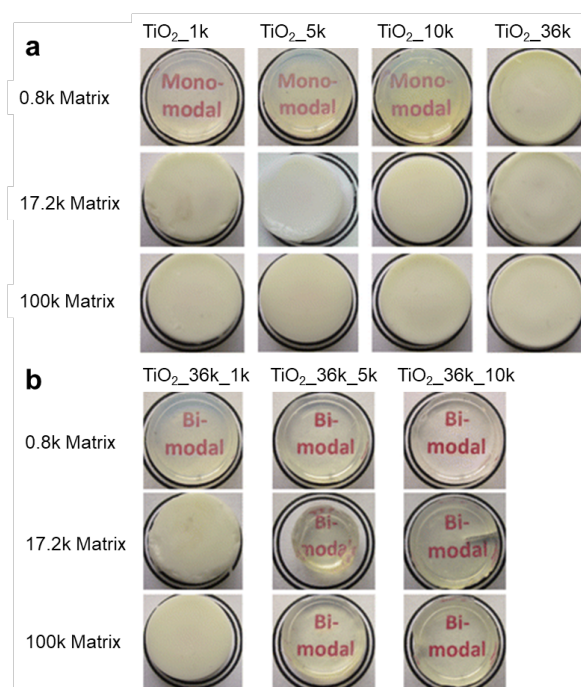 TiO₂_1k TiO₂_5k TiO₂_10k TiO₂_36k
a
0.8k Matrix
Mono-
modal
Mono-
modal
Mono-
modal
17.2k Matrix
100k Matrix
b
TiO₂_36k_1k TiO₂_36k_5k TiO₂_36k_10k
0.8k Matrix
Bi-
modal
Bi-
modal
Bi-
modal
17.2k Matrix
Bi-
modal
Bi-
modal
100k Matrix
Bi-
modal
Bi-
modal